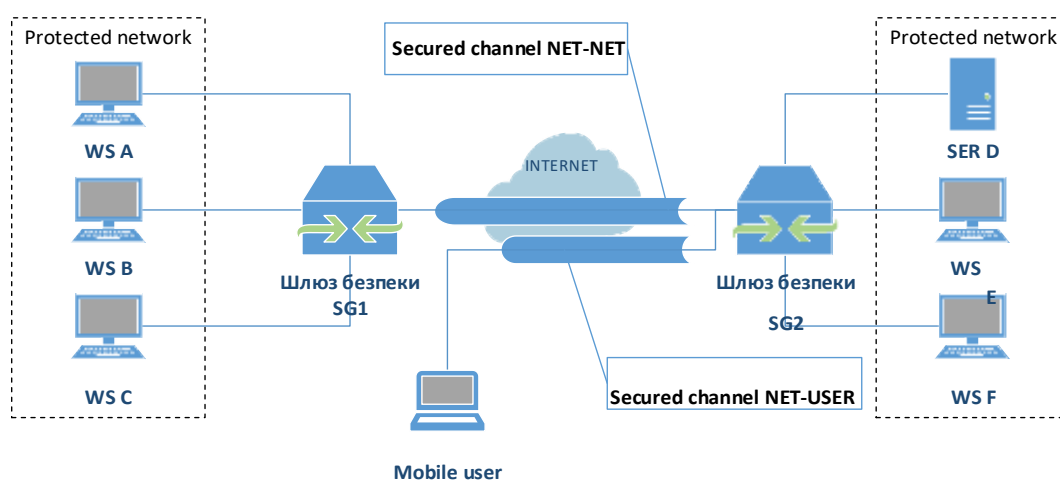 Protected network
Secured channel NET-NET
Protected network
WS A
INTERNET
SER D
WS B
Шлюз безпеки
SG1
Шлюз безпеки
SG2
WS
E
WS C
Secured channel NET-USER
WS F
Mobile user